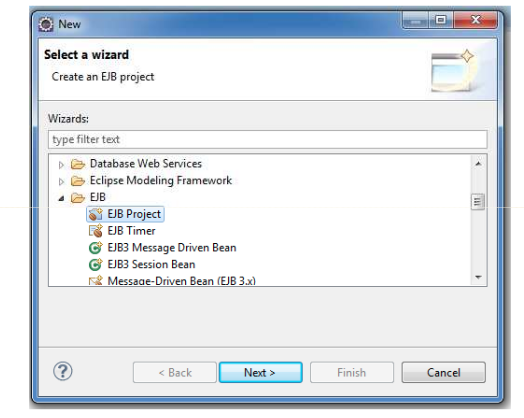 New
Select a wizard
Create an EJB project
Wizards:
type filter text
Database Web Services
Eclipse Modeling Framework
EJB
EJB Project
EJB Timer
EJB3 Message Driven Bean
EJB3 Session Bean
Message-Driven Bean (EJB 3.x)
? < Back Next > Finish Cancel